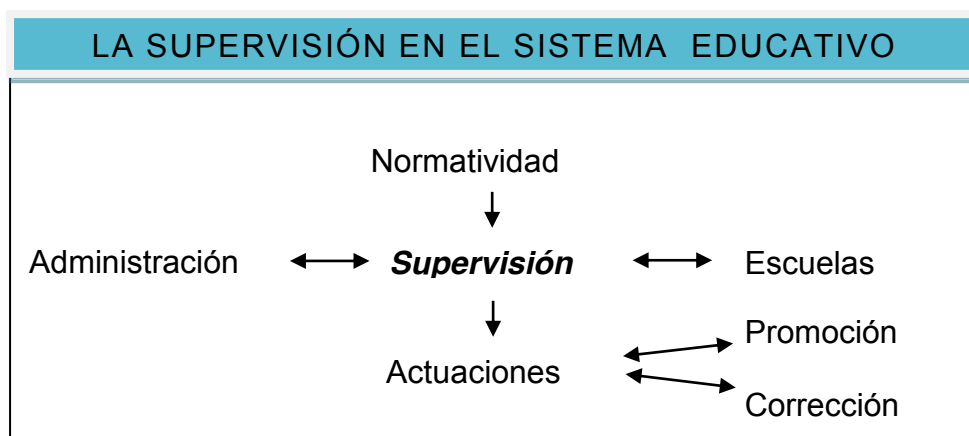 LA SUPERVISIÓN EN EL SISTEMA EDUCATIVO
Normatividad
Administración Supervisión Escuelas
Promoción
Actuaciones
Corrección